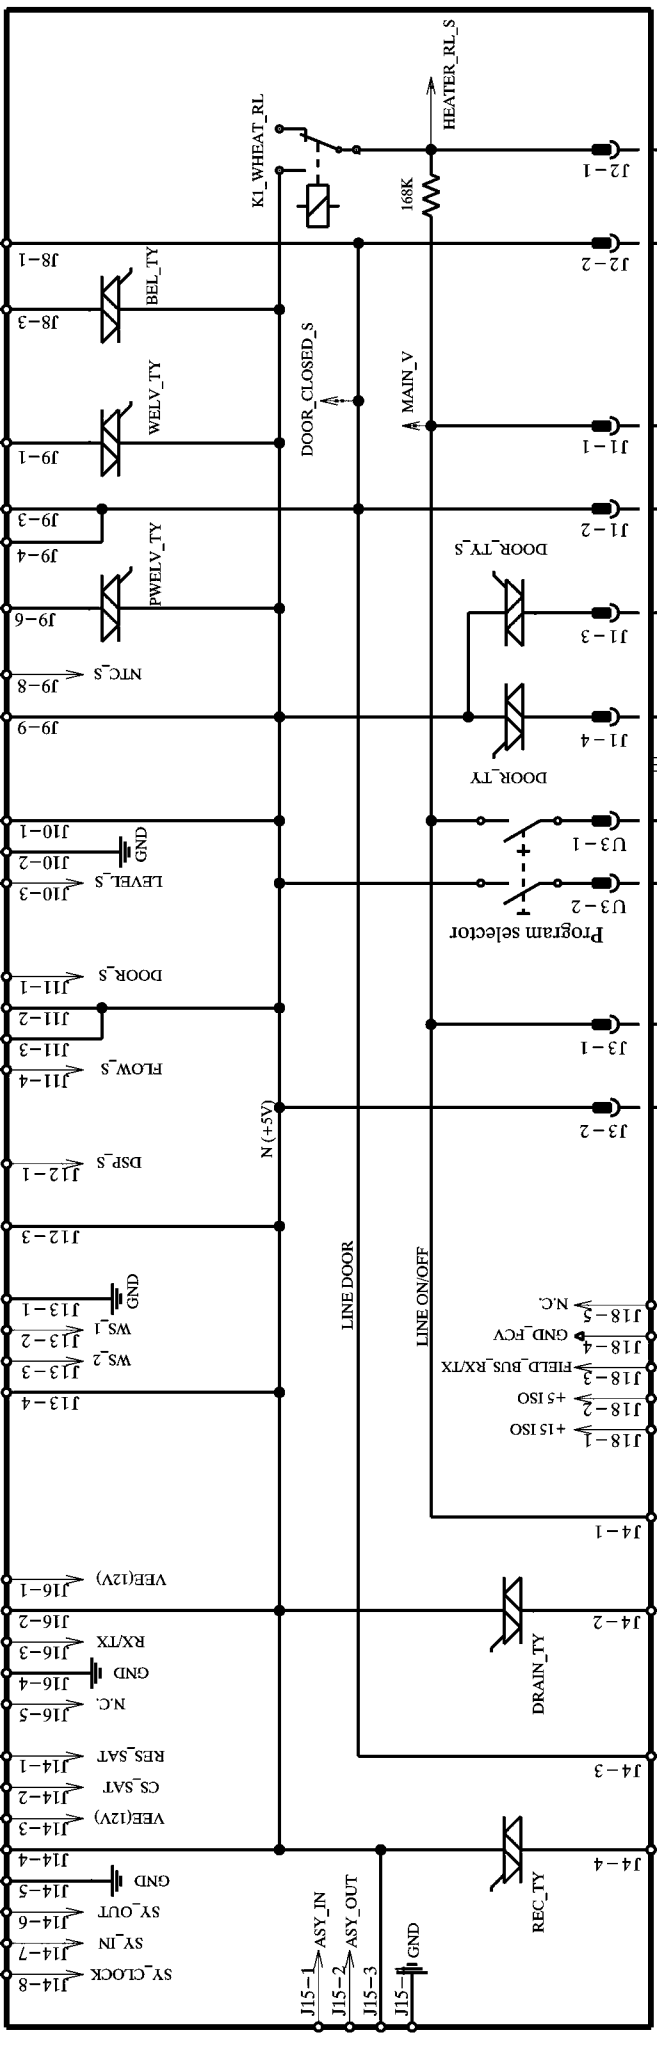 HEATER_RL_S
K1_WHEAT_RL
168K
J2-1
J8-1
J2-2
BEL_TY
J8-3
DOOR_CLOSED_S
MAIN_V
WELV_TY
J9-1
J1-1
J9-3
J1-2
J9-4
DOOR_TY_S
PWELV_TY
J9-6
J1-3
NTC_S
J9-8
J9-9
J1-4
DOOR_TY
J10-1
U3-1
GND
J10-2
LEVEL_S
J10-3
U3-2
Program selector
DOOR_S
J11-1
J11-2
J11-3
J3-1
FLOW_S
J11-4
N (+5V)
J3-2
DSP_S
J12-1
J12-3
LINE DOOR
LINE ON/OFF
GND
J13-1
N.C.
J18-5
WS_1
J13-2
GND_FCV
J18-4
WS_2
J13-3
FIELD_BUS_RX/TX
J18-3
J13-4
+5 ISO
J18-2
+15 ISO
J18-1
J4-1
VEE(12V)
J16-1
J16-2
J4-2
RX/TX
J16-3
DRAIN_TY
GND
J16-4
N.C.
J16-5
RES_SAT
J14-1
J4-3
CS_SAT
J14-2
VEE(12V)
J14-3
J14-4
J4-4
GND
J14-5
REC_TY
SY_OUT
J14-6
SY_IN
J14-7
SY_CLOCK
J14-8
ASY_IN
ASY_OUT
GND
J15-1
J15-2
J15-3
J15-